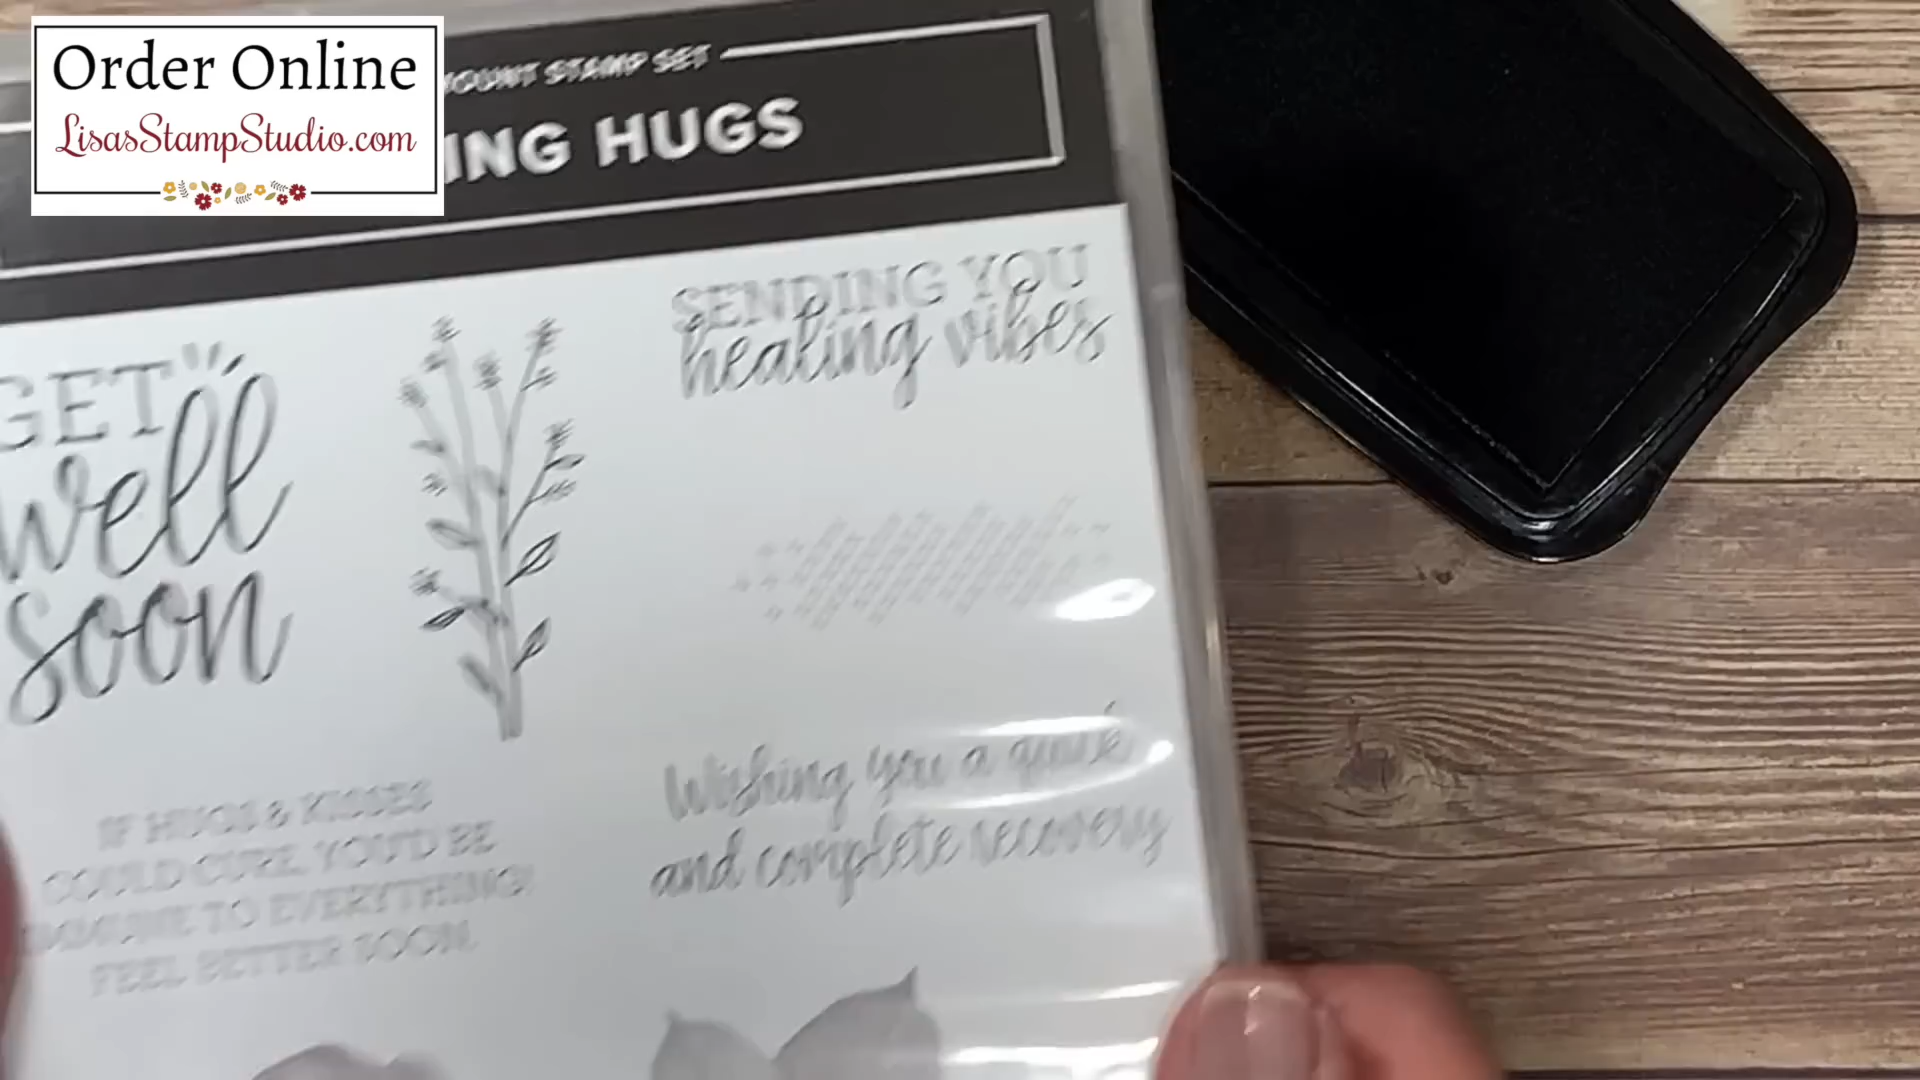 Order Online
LisasStampStudio.com
MOUNT STAMP SET
ING HUGS
SENDING YOU
healing vibes
GET
well
soon
Wishing you a quick
and complete recovery
IF HUGS & KISSES
COULD CURE, YOU'D BE
IMMUNE TO EVERYTHING!
FEEL BETTER SOON.